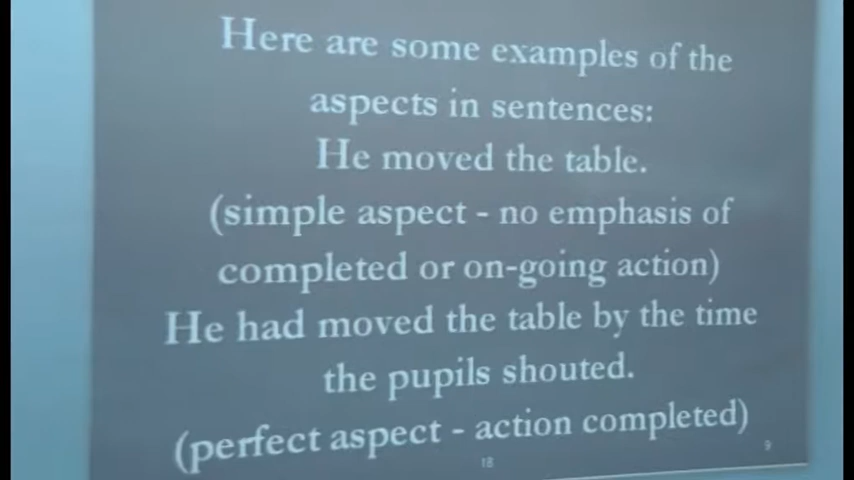 Here are some examples of the
aspects in sentences:
He moved the table.
(simple aspect - no emphasis of
completed or on-going action)
He had moved the table by the time
the pupils shouted.
(perfect aspect - action completed)
18
9